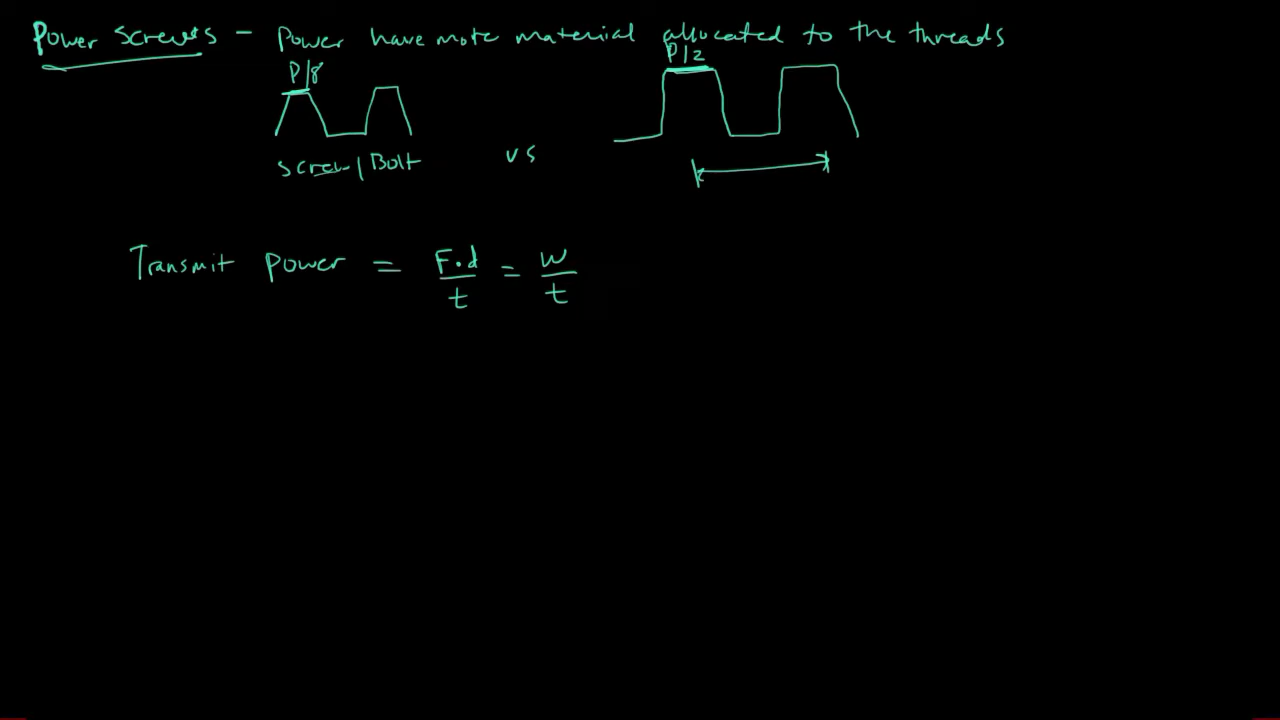 Power Screws - Power have more material allocated to the threads
P/8 P/2
Screw/Bolt vs
Transmit power = F·d/t = W/t